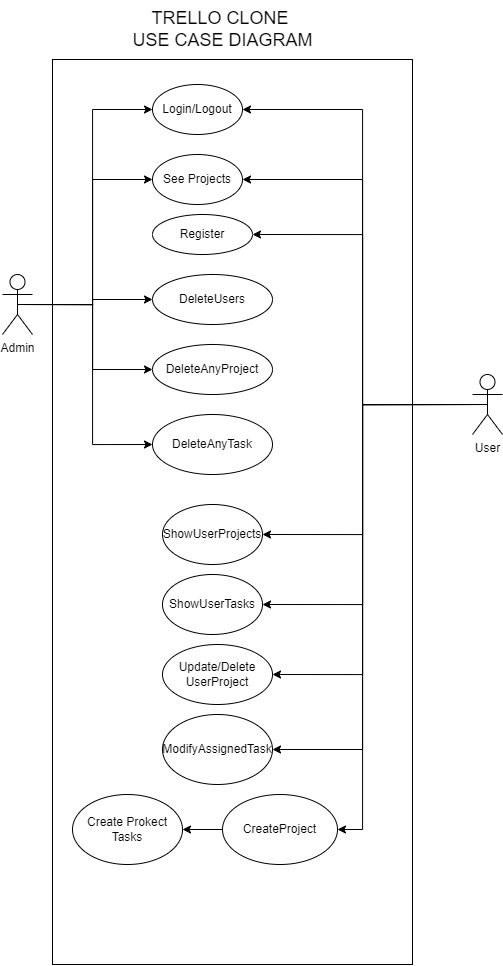 TRELLO CLONE
USE CASE DIAGRAM
Login/Logout
See Projects
Register
DeleteUsers
Admin
DeleteAnyProject
DeleteAnyTask
User
ShowUserProjects
ShowUserTasks
Update/Delete
UserProject
ModifyAssignedTask
Create Prokect
Tasks
CreateProject